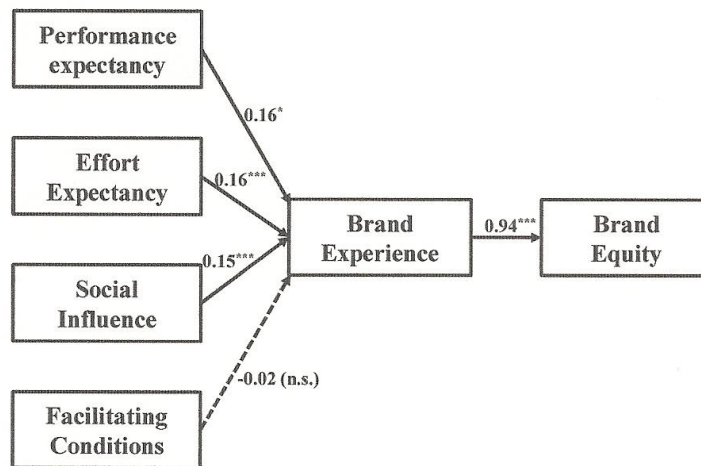 Performance
expectancy
0.16*
Effort
Expectancy
0.16***
Brand
Experience
0.94***
Brand
Equity
0.15***
Social
Influence
-0.02 (n.s.)
Facilitating
Conditions